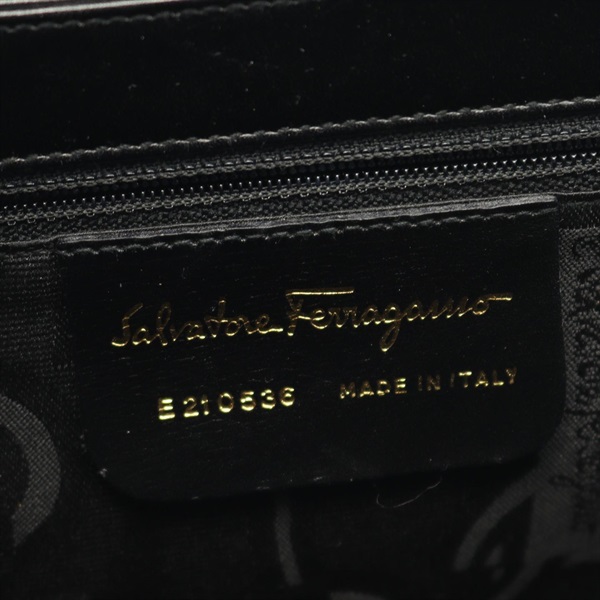 Salvatore Ferragamo
E21 0536 MADE IN ITALY